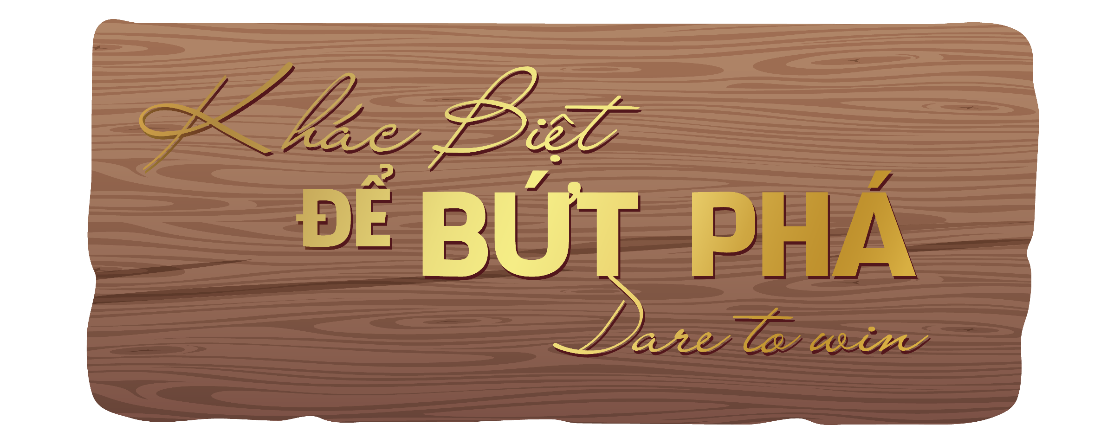 Khác Biệt
ĐỂ BỨT PHÁ
Dare to win